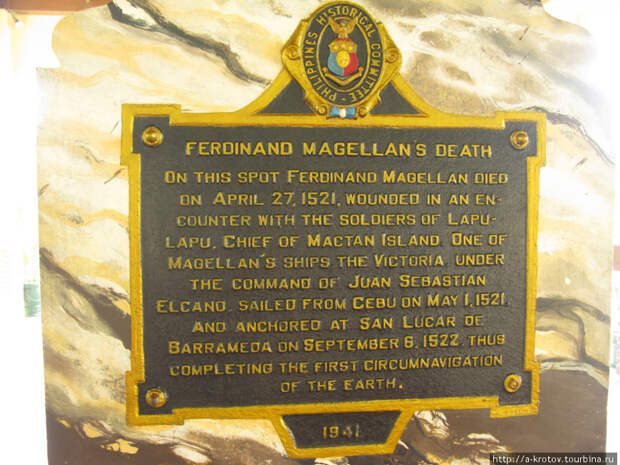 PHILIPPINES HISTORICAL COMMITTEE
FERDINAND MAGELLAN'S DEATH
ON THIS SPOT FERDINAND MAGELLAN DIED
ON APRIL 27, 1521, WOUNDED IN AN EN-
COUNTER WITH THE SOLDIERS OF LAPU-
LAPU, CHIEF OF MACTAN ISLAND. ONE OF
MAGELLAN'S SHIPS THE VICTORIA, UNDER
THE COMMAND OF JUAN SEBASTIAN
ELCANO, SAILED FROM CEBU ON MAY 1, 1521,
AND ANCHORED AT SAN LUCAR DE
BARRAMEDA ON SEPTEMBER 6, 1522, THUS
COMPLETING THE FIRST CIRCUMNAVIGATION
OF THE EARTH.
1941
http://a-krotov.tourbina.ru